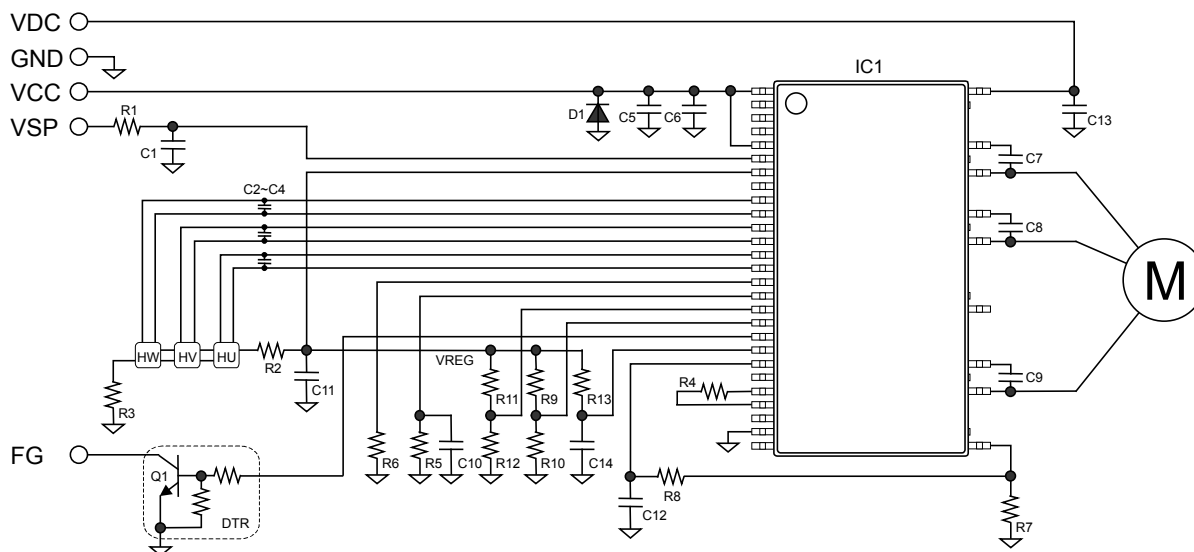 VDC
GND
IC1
VCC
R1
D1
C5
C6
VSP
C13
C1
C7
C2~C4
C8
M
HW
HV
HU
R2
VREG
C11
R11
R9
R13
R4
C9
R3
FG
Q1
R6
R5
C10
R12
R10
C14
R8
C12
R7
DTR